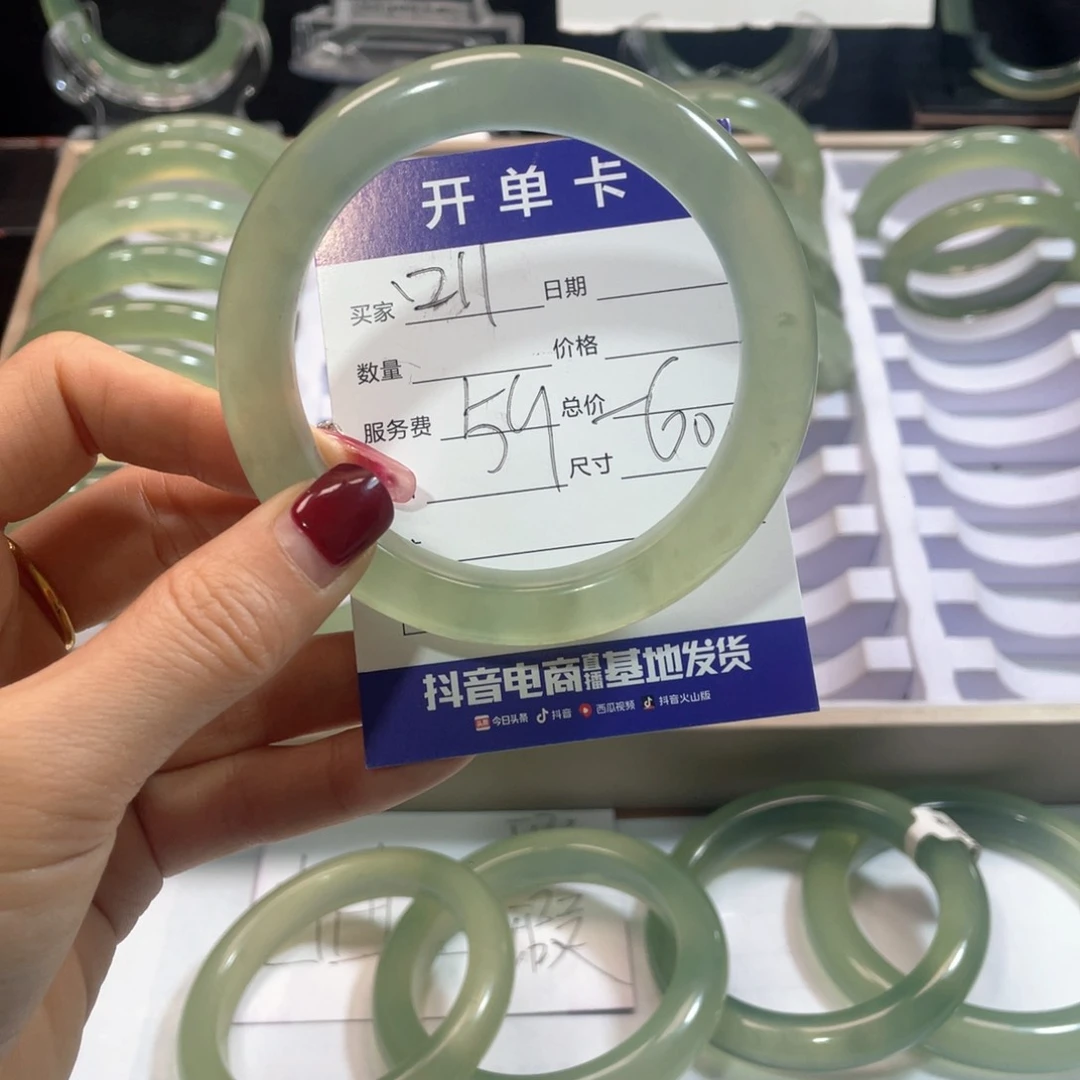 开单卡
买家 211 日期
数量 价格
服务费 54 总价 -60
尺寸
抖音电商直播基地发货
今日头条 抖音 西瓜视频 抖音火山版